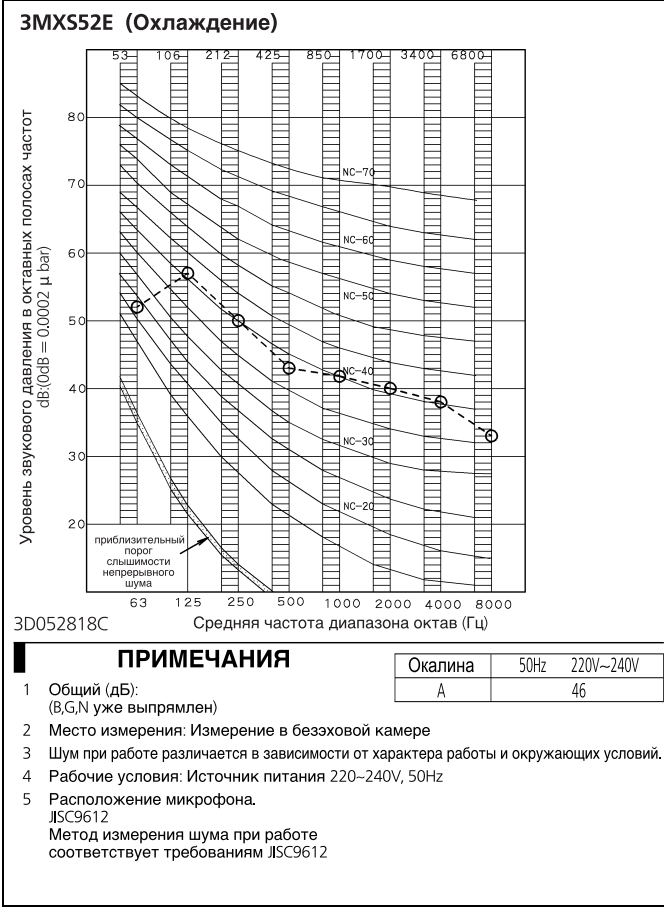 3MXS52E (Охлаждение)
53 106 212 425 850 1700 3400 6800
Уровень звукового давления в октавных полосах частот
dB:(0dB = 0.0002 µ bar)
80
70
60
50
40
30
20
NC-70
NC-60
NC-50
NC-40
NC-30
NC-20
приблизительный
порог
слышимости
непрерывного
шума
63 125 250 500 1000 2000 4000 8000
3D052818C
Средняя частота диапазона октав (Гц)
ПРИМЕЧАНИЯ
Окалина 50Hz 220V~240V
A 46
1 Общий (дБ):
(B,G,N уже выпрямлен)
2 Место измерения: Измерение в безэховой камере
3 Шум при работе различается в зависимости от характера работы и окружающих условий.
4 Рабочие условия: Источник питания 220~240V, 50Hz
5 Расположение микрофона.
JISC9612
Метод измерения шума при работе
соответствует требованиям JISC9612